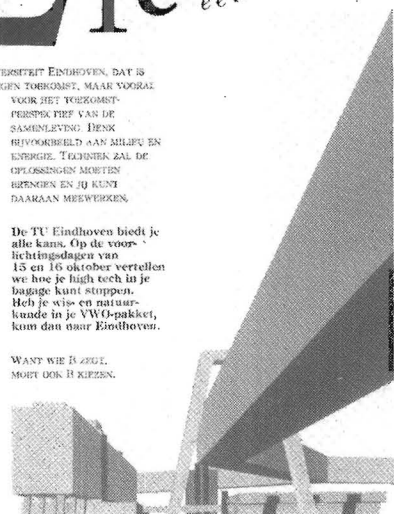 ERSITEIT EINDHOVEN, DAT IS
GEN TOEKOMST, MAAR VOORAL
VOOR HET TOEKOMST-
PERSPECTIEF VAN DE
SAMENLEVING. DENK
BIJVOORBEELD AAN MILIEU EN
ENERGIE. TECHNIEK ZAL DE
OPLOSSINGEN MOETEN
BRENGEN EN JIJ KUNT
DAARAAN MEEWERKEN.
De TU Eindhoven biedt je
alle kans. Op de voor-
lichtingsdagen van
15 en 16 oktober vertellen
we hoe je high tech in je
bagage kunt stoppen.
Heb je wis- en natuur-
kunde in je VWO-pakket,
kom dan naar Eindhoven.
WANT WIE B ZEGT,
MOET OOK B KIEZEN.